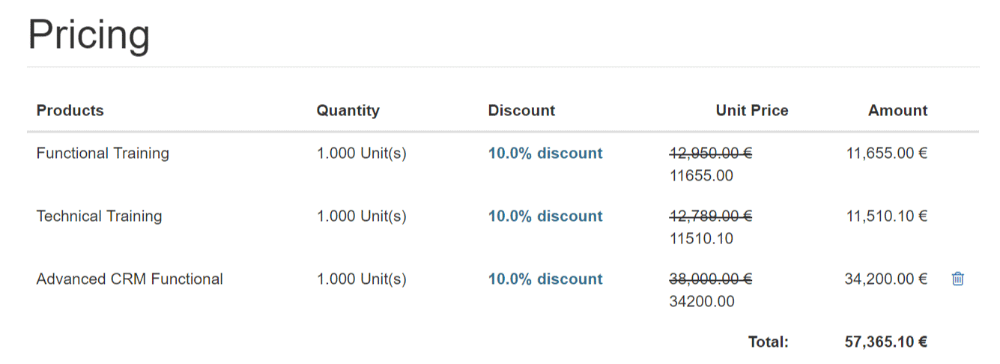 Pricing
Products Quantity Discount Unit Price Amount
Functional Training 1.000 Unit(s) 10.0% discount 12,950.00 € 11,655.00 €
11655.00
Technical Training 1.000 Unit(s) 10.0% discount 12,789.00 € 11,510.10 €
11510.10
Advanced CRM Functional 1.000 Unit(s) 10.0% discount 38,000.00 € 34,200.00 €
34200.00
Total: 57,365.10 €